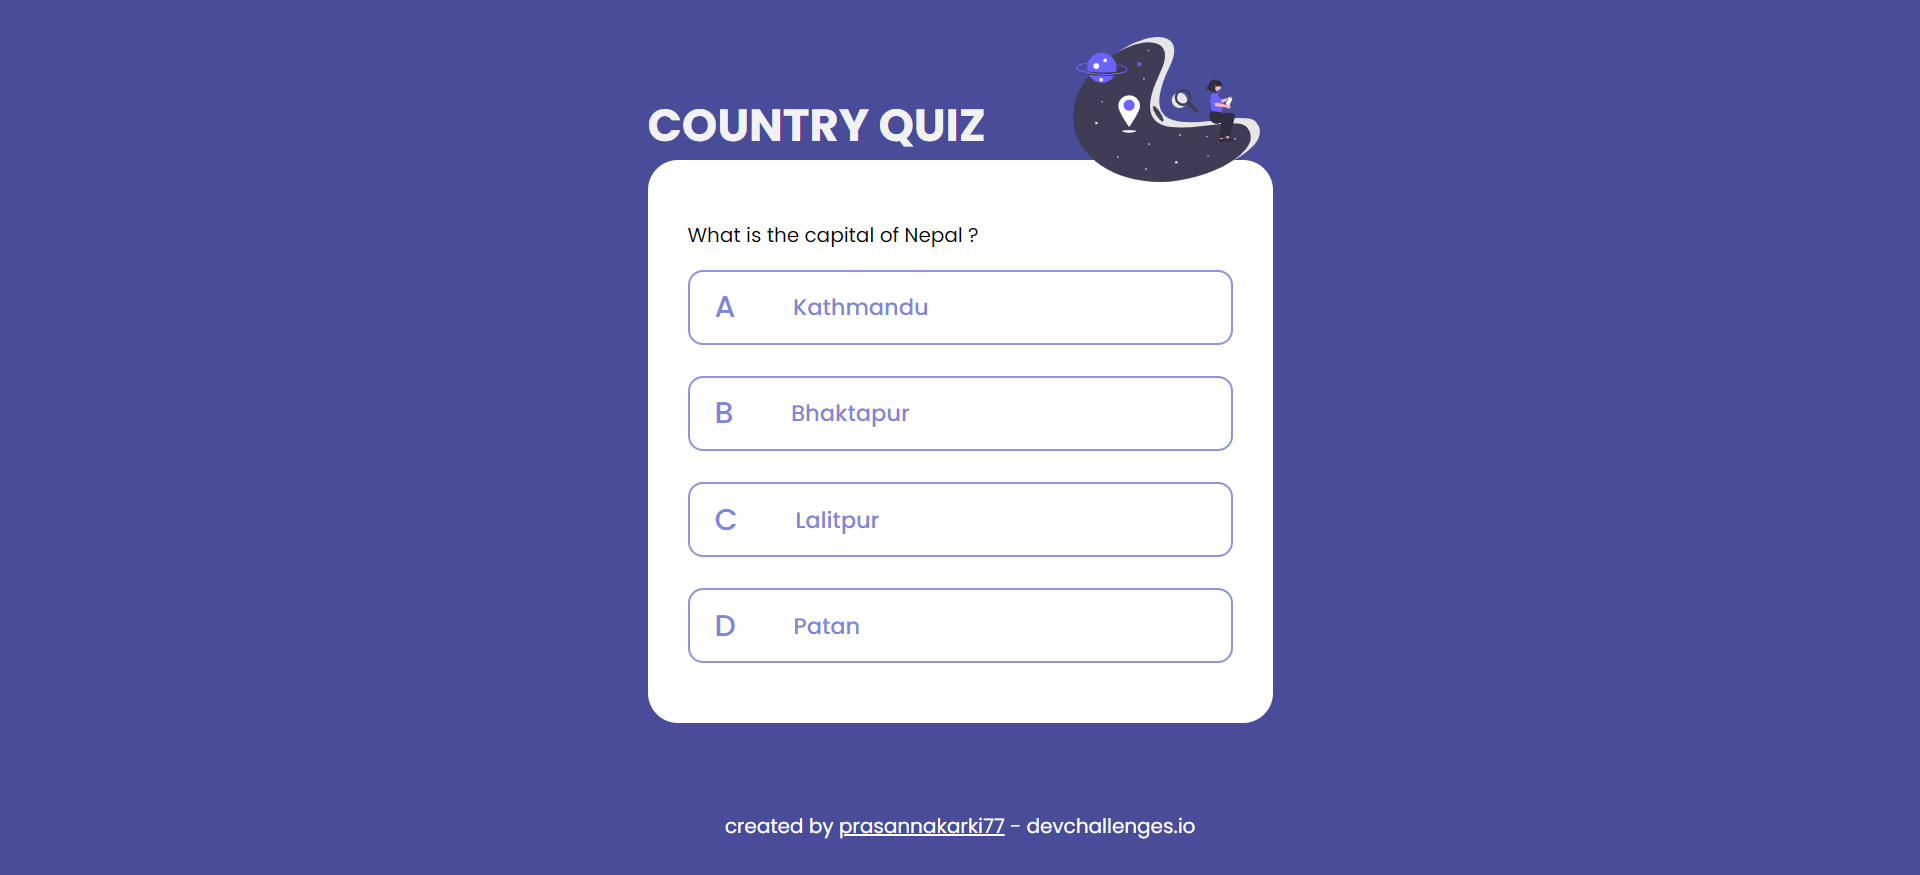 COUNTRY QUIZ
What is the capital of Nepal ?
A Kathmandu
B Bhaktapur
C Lalitpur
D Patan
created by prasannakarki77 - devchallenges.io